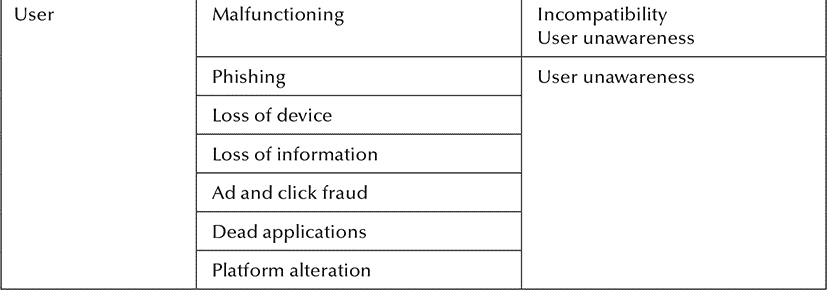 User
Malfunctioning
Incompatibility
User unawareness
Phishing
User unawareness
Loss of device
Loss of information
Ad and click fraud
Dead applications
Platform alteration